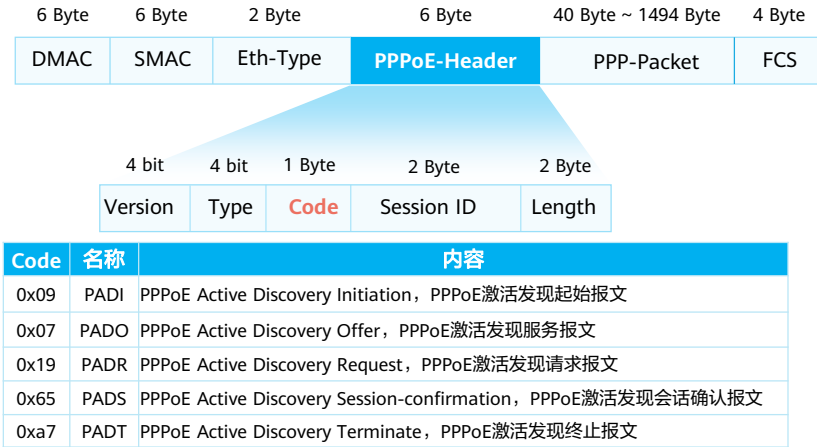 6 Byte 6 Byte 2 Byte 6 Byte 40 Byte ~ 1494 Byte 4 Byte
DMAC SMAC Eth-Type PPPoE-Header PPP-Packet FCS
4 bit 4 bit 1 Byte 2 Byte 2 Byte
Version Type Code Session ID Length
Code 名称 内容
0x09 PADI PPPoE Active Discovery Initiation，PPPoE激活发现起始报文
0x07 PADO PPPoE Active Discovery Offer，PPPoE激活发现服务报文
0x19 PADR PPPoE Active Discovery Request，PPPoE激活发现请求报文
0x65 PADS PPPoE Active Discovery Session-confirmation，PPPoE激活发现会话确认报文
0xa7 PADT PPPoE Active Discovery Terminate，PPPoE激活发现终止报文